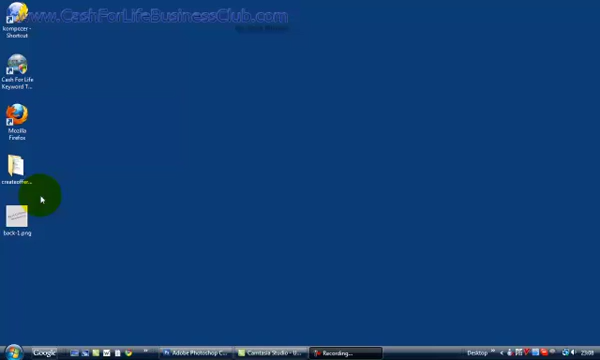 www.CashForLifeBusinessClub.com
kompozer -
Shortcut
Cash For Life
Keyword T...
Mozilla
Firefox
createoffor...
back-1.png
Google
Adobe Photoshop C...
Camtasia Studio - U...
Recording...
Desktop
23:08